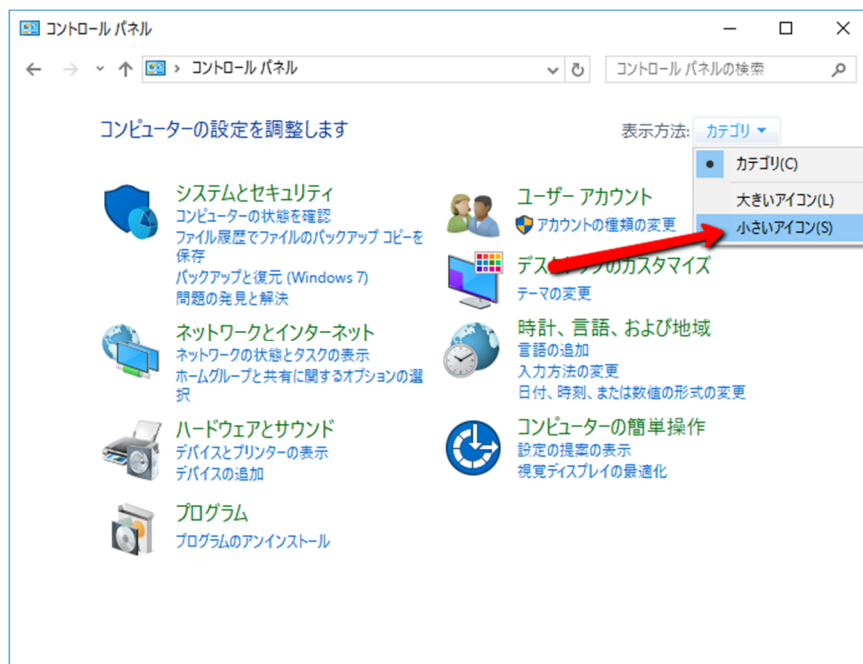 コントロール パネル
コントロール パネル
コントロール パネルの検索
コンピューターの設定を調整します
表示方法: カテゴリ
カテゴリ(C)
大きいアイコン(L)
小さいアイコン(S)
システムとセキュリティ
コンピューターの状態を確認
ファイル履歴でファイルのバックアップ コピーを
保存
バックアップと復元 (Windows 7)
問題の発見と解決
ネットワークとインターネット
ネットワークの状態とタスクの表示
ホームグループと共有に関するオプションの選
択
ハードウェアとサウンド
デバイスとプリンターの表示
デバイスの追加
プログラム
プログラムのアンインストール
ユーザー アカウント
アカウントの種類の変更
デスクトップのカスタマイズ
テーマの変更
時計、言語、および地域
言語の追加
入力方法の変更
日付、時刻、または数値の形式の変更
コンピューターの簡単操作
設定の提案の表示
視覚ディスプレイの最適化